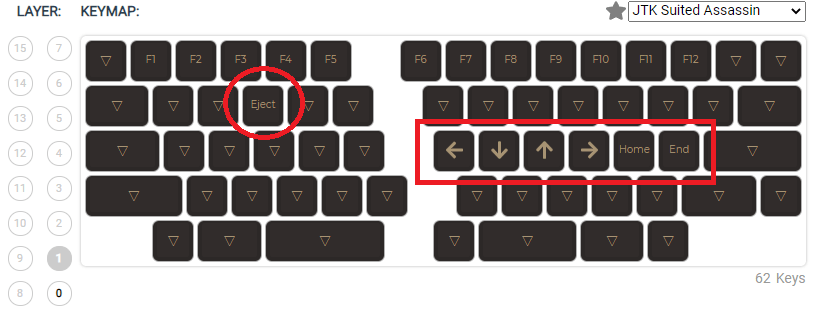 LAYER: KEYMAP: JTK Suited Assassin
15 7 F1 F2 F3 F4 F5 F6 F7 F8 F9 F10 F11 F12
14 6 Eject
13 5
12 4 Home End
11 3
10 2
9 1
62 Keys
8 0